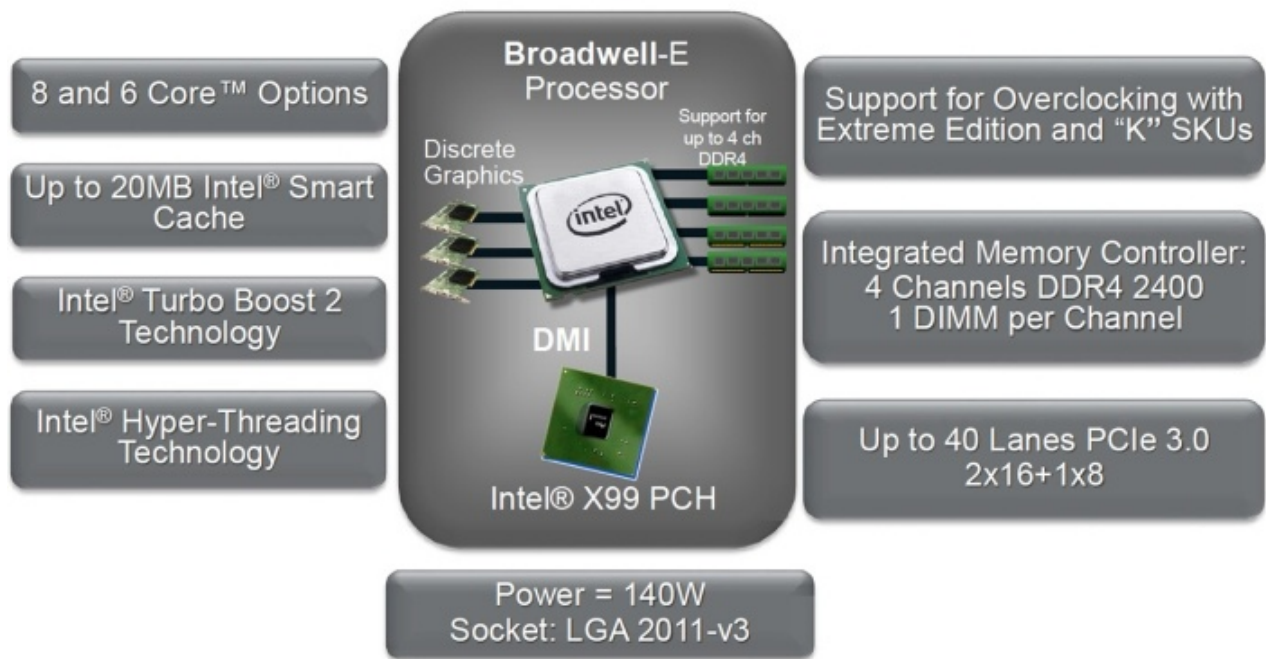 8 and 6 Core™ Options
Up to 20MB Intel® Smart
Cache
Intel® Turbo Boost 2
Technology
Intel® Hyper-Threading
Technology
Broadwell-E
Processor
Discrete
Graphics
Support for
up to 4 ch
DDR4
intel
DMI
Intel® X99 PCH
Support for Overclocking with
Extreme Edition and “K” SKUs
Integrated Memory Controller:
4 Channels DDR4 2400
1 DIMM per Channel
Up to 40 Lanes PCIe 3.0
2x16+1x8
Power = 140W
Socket: LGA 2011-v3